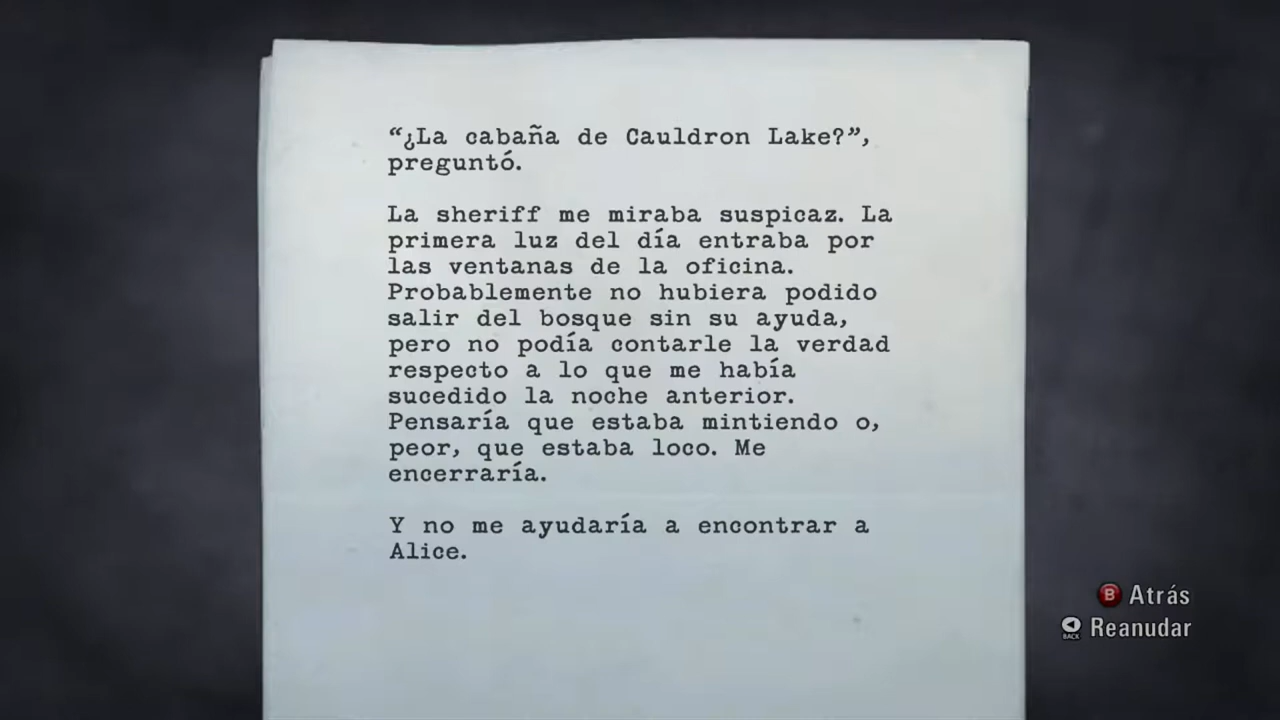 “¿La cabaña de Cauldron Lake?”,
preguntó.
La sheriff me miraba suspicaz. La
primera luz del día entraba por
las ventanas de la oficina.
Probablemente no hubiera podido
salir del bosque sin su ayuda,
pero no podía contarle la verdad
respecto a lo que me había
sucedido la noche anterior.
Pensaría que estaba mintiendo o,
peor, que estaba loco. Me
encerraría.
Y no me ayudaría a encontrar a
Alice.
B Atrás
BACK Reanudar